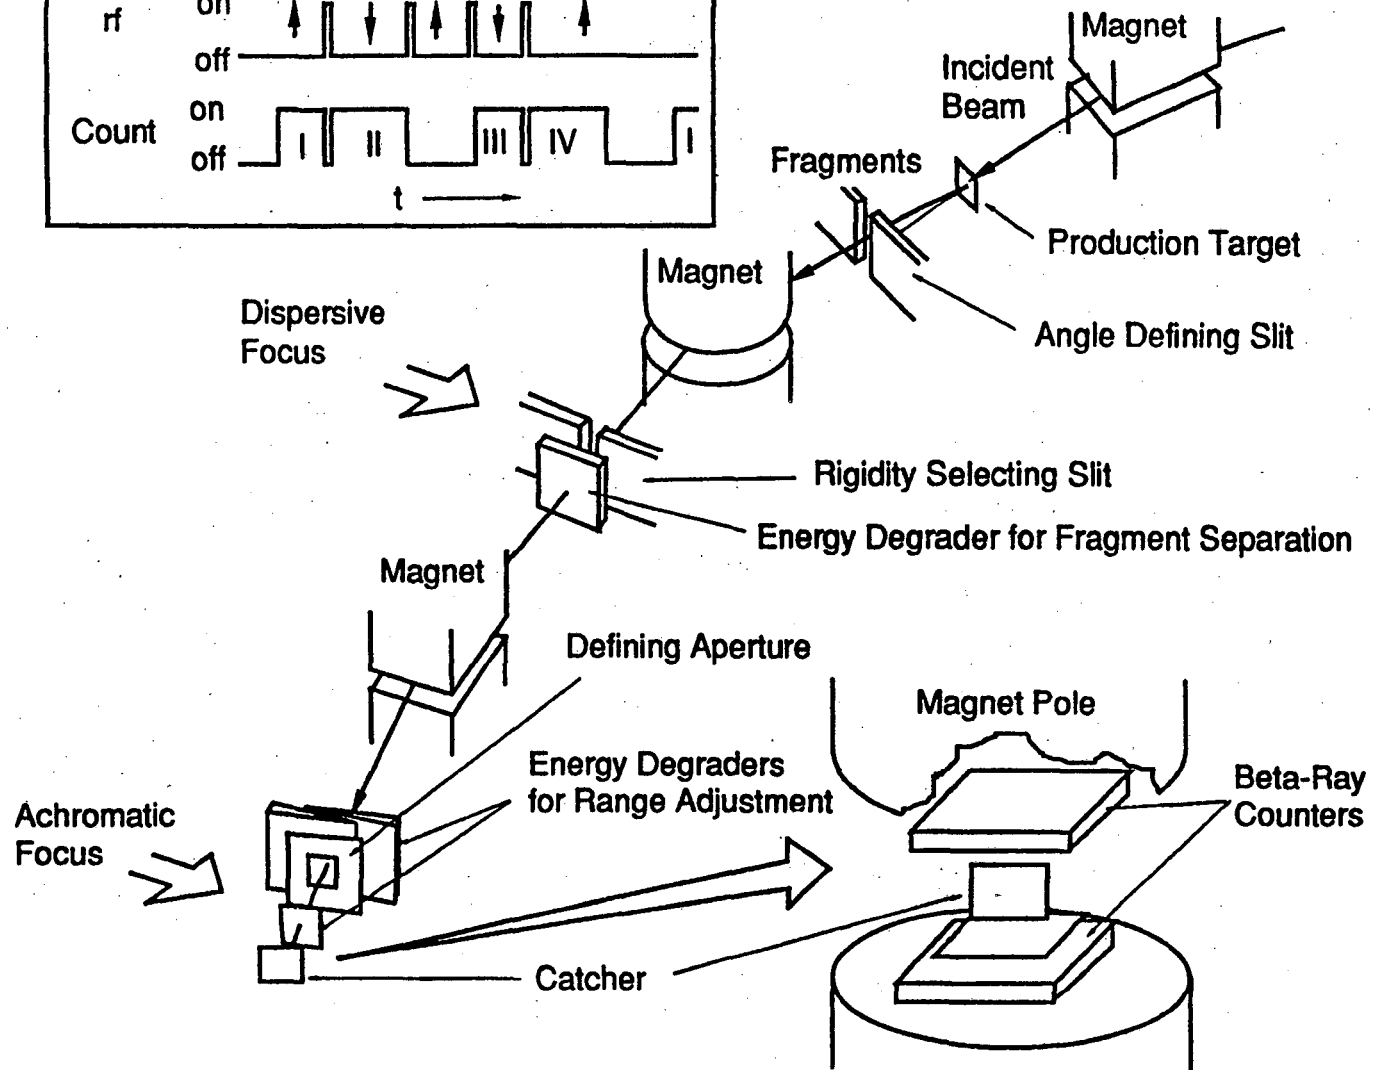 on
rf
off
on
Count
off
I
II
III
IV
I
t
Magnet
Incident
Beam
Fragments
Production Target
Magnet
Angle Defining Slit
Dispersive
Focus
Rigidity Selecting Slit
Energy Degrader for Fragment Separation
Magnet
Defining Aperture
Magnet Pole
Energy Degraders
for Range Adjustment
Beta-Ray
Counters
Achromatic
Focus
Catcher